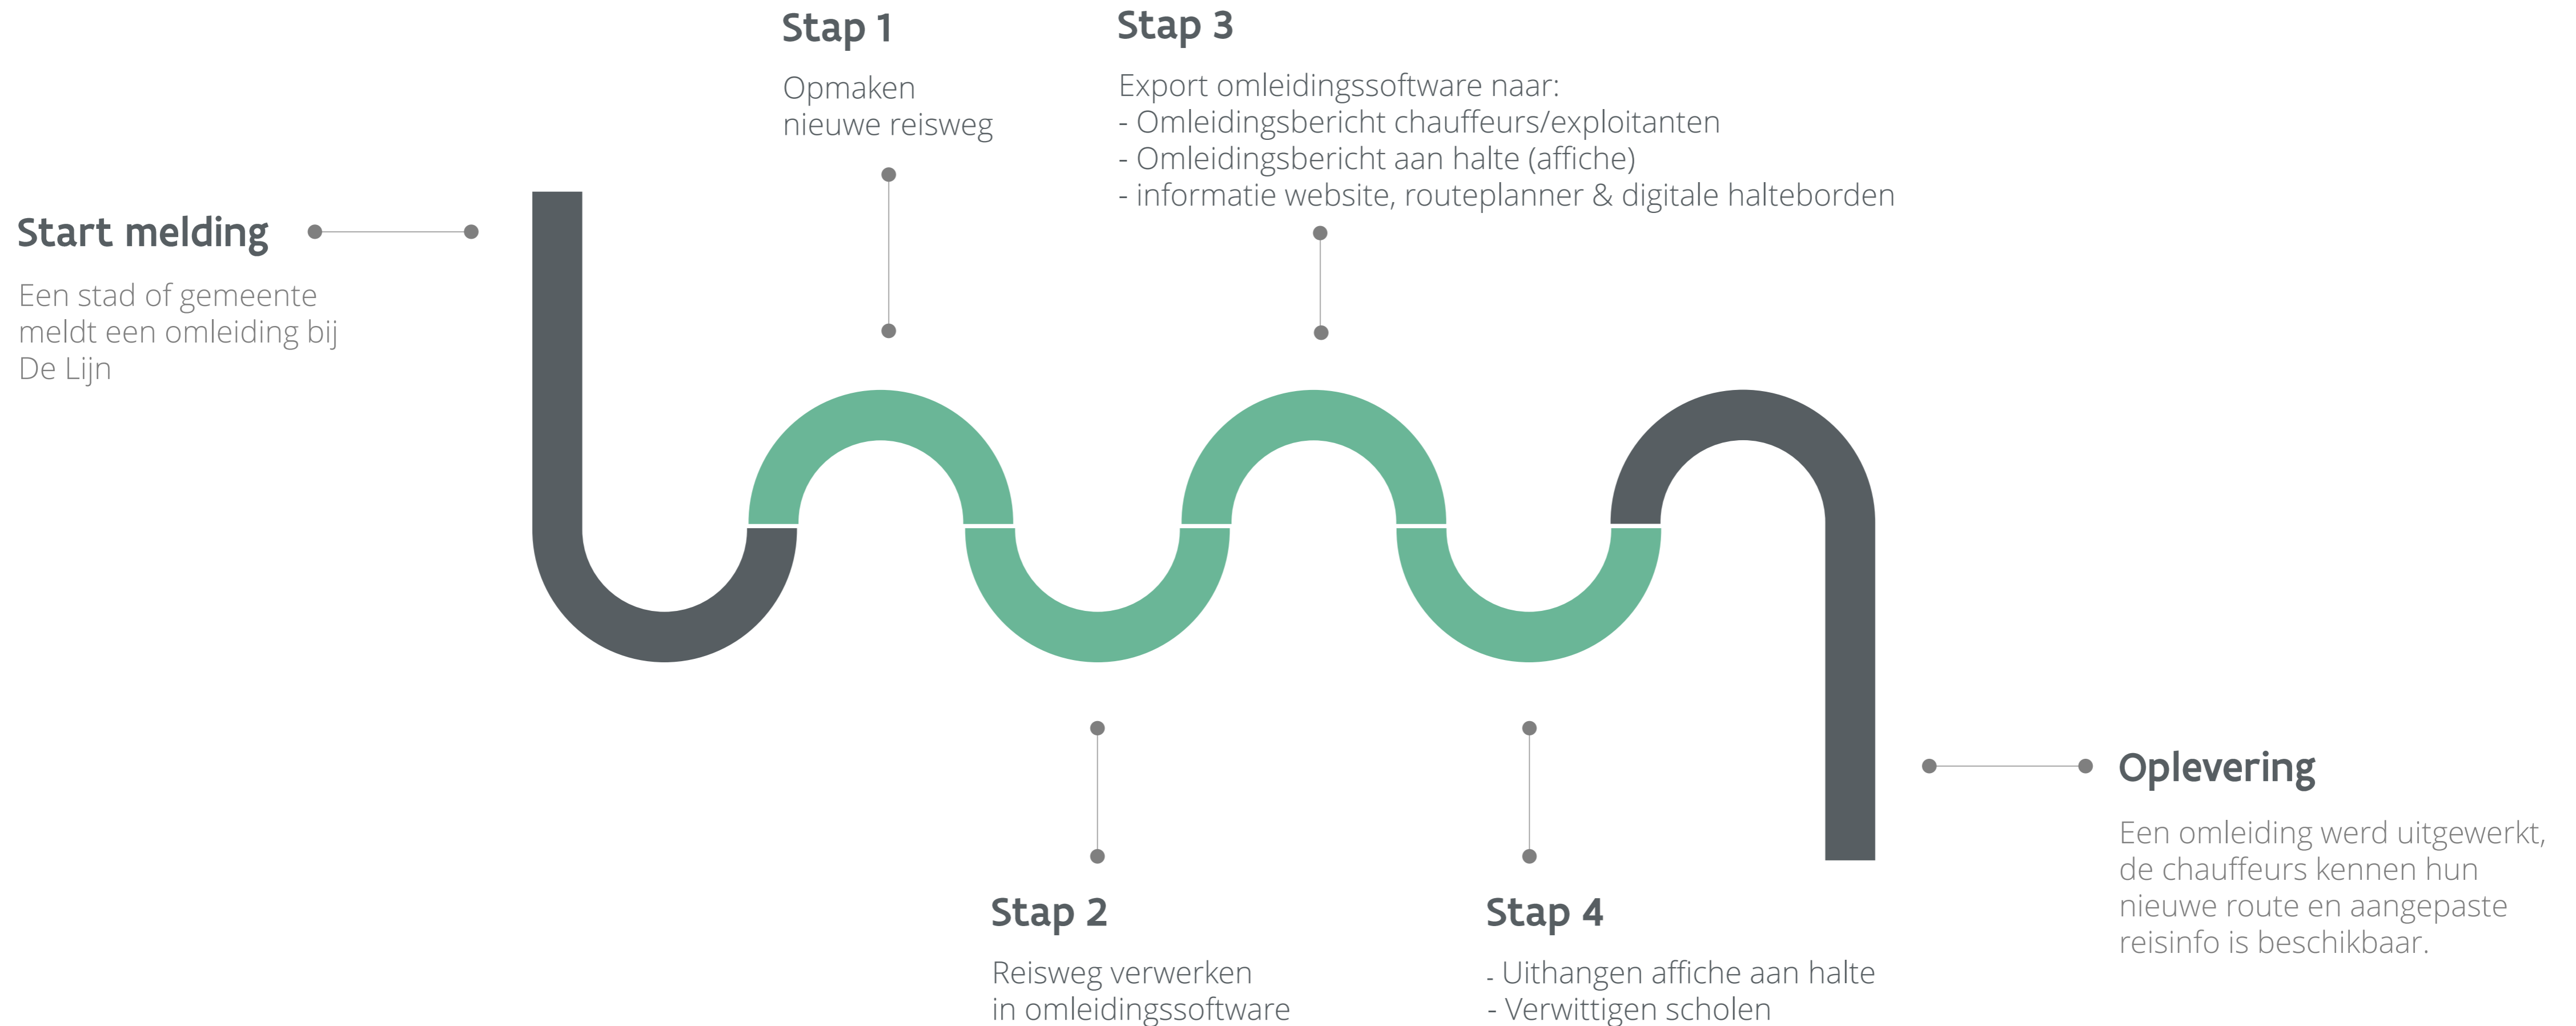 Start melding
Een stad of gemeente
meldt een omleiding bij
De Lijn
Stap 1
Opmaken
nieuwe reisweg
Stap 2
Reisweg verwerken
in omleidingssoftware
Stap 3
Export omleidingssoftware naar:
- Omleidingsbericht chauffeurs/exploitanten
- Omleidingsbericht aan halte (affiche)
- informatie website, routeplanner & digitale halteborden
Stap 4
- Uithangen affiche aan halte
- Verwittigen scholen
Oplevering
Een omleiding werd uitgewerkt,
de chauffeurs kennen hun
nieuwe route en aangepaste
reisinfo is beschikbaar.